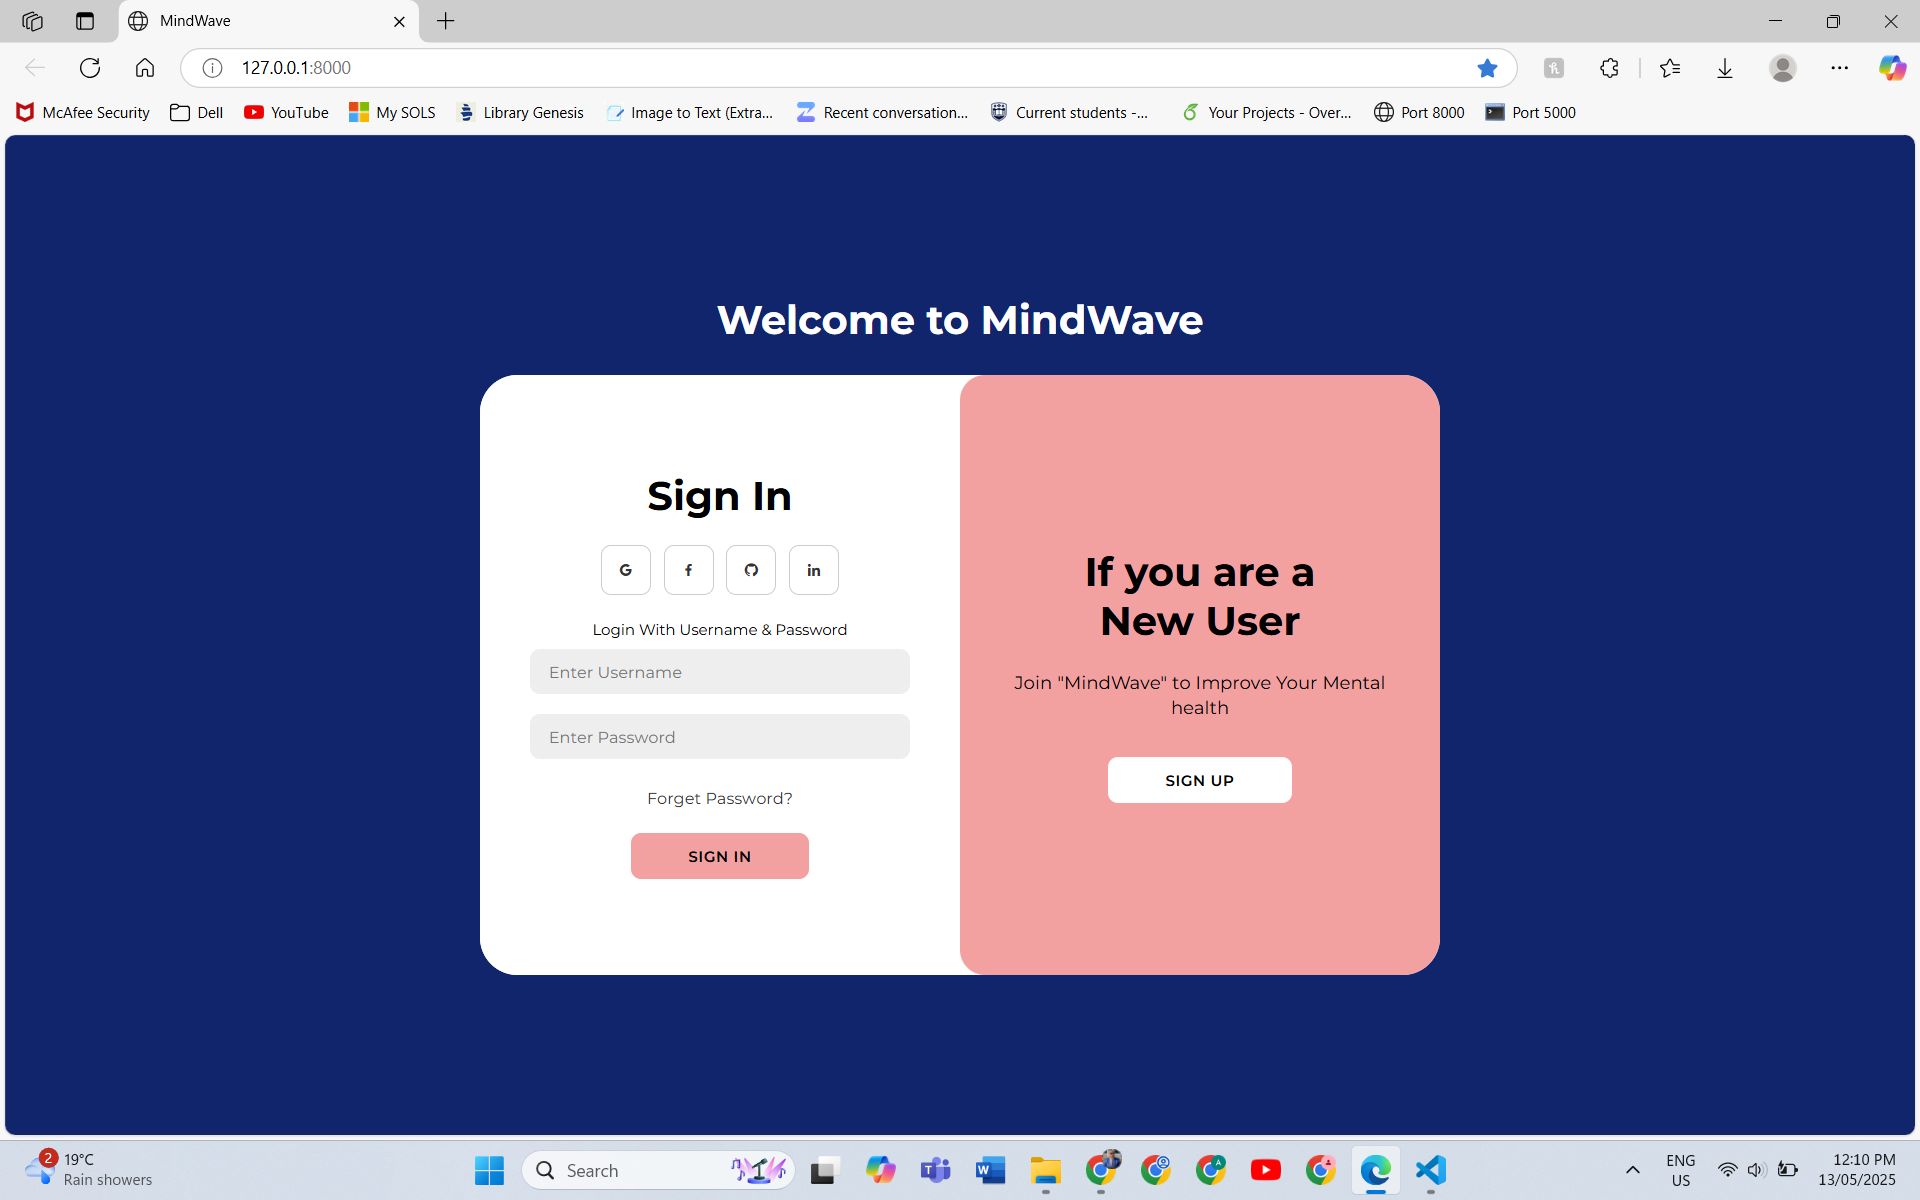 MindWave
127.0.0.1:8000
McAfee Security Dell YouTube My SOLS Library Genesis Image to Text (Extra... Recent conversation... Current students -... Your Projects - Over... Port 8000 Port 5000
Welcome to MindWave
Sign In
G f in
Login With Username & Password
Enter Username
Enter Password
Forget Password?
SIGN IN
If you are a
New User
Join "MindWave" to Improve Your Mental
health
SIGN UP
2
19°C
Rain showers
Search
ENG
US
12:10 PM
13/05/2025